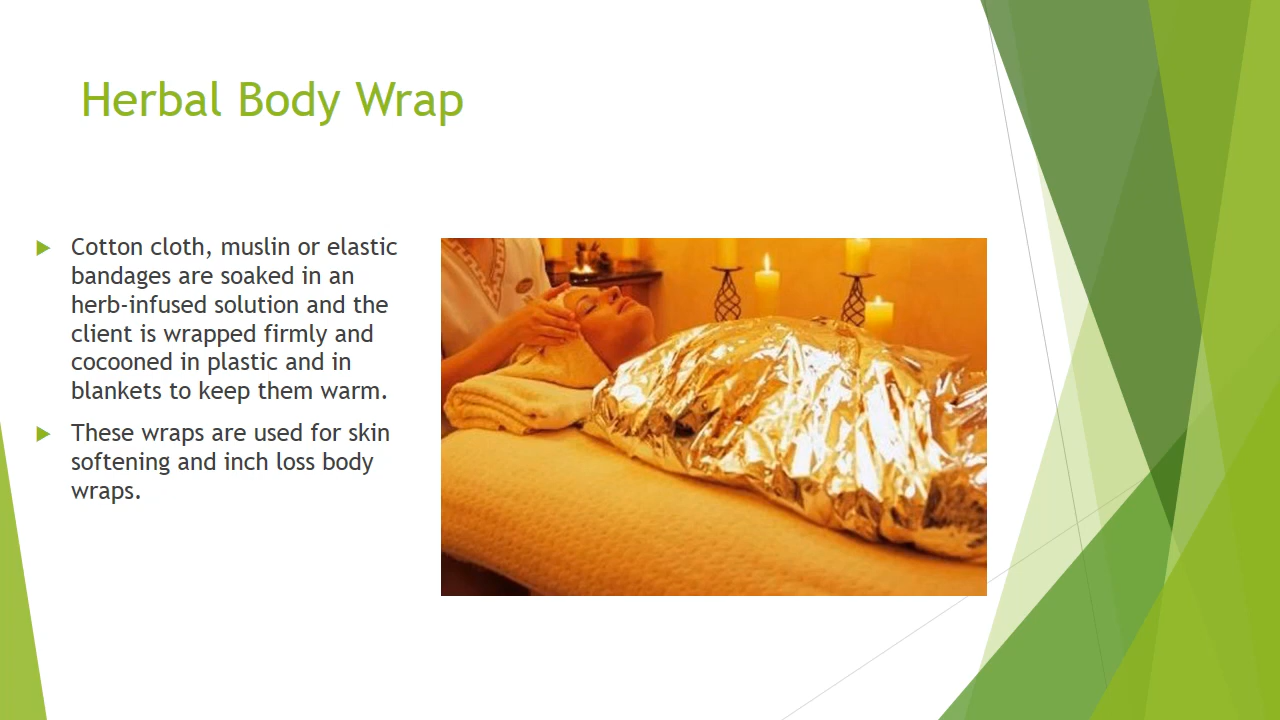 Herbal Body Wrap
Cotton cloth, muslin or elastic
bandages are soaked in an
herb-infused solution and the
client is wrapped firmly and
cocooned in plastic and in
blankets to keep them warm.
These wraps are used for skin
softening and inch loss body
wraps.